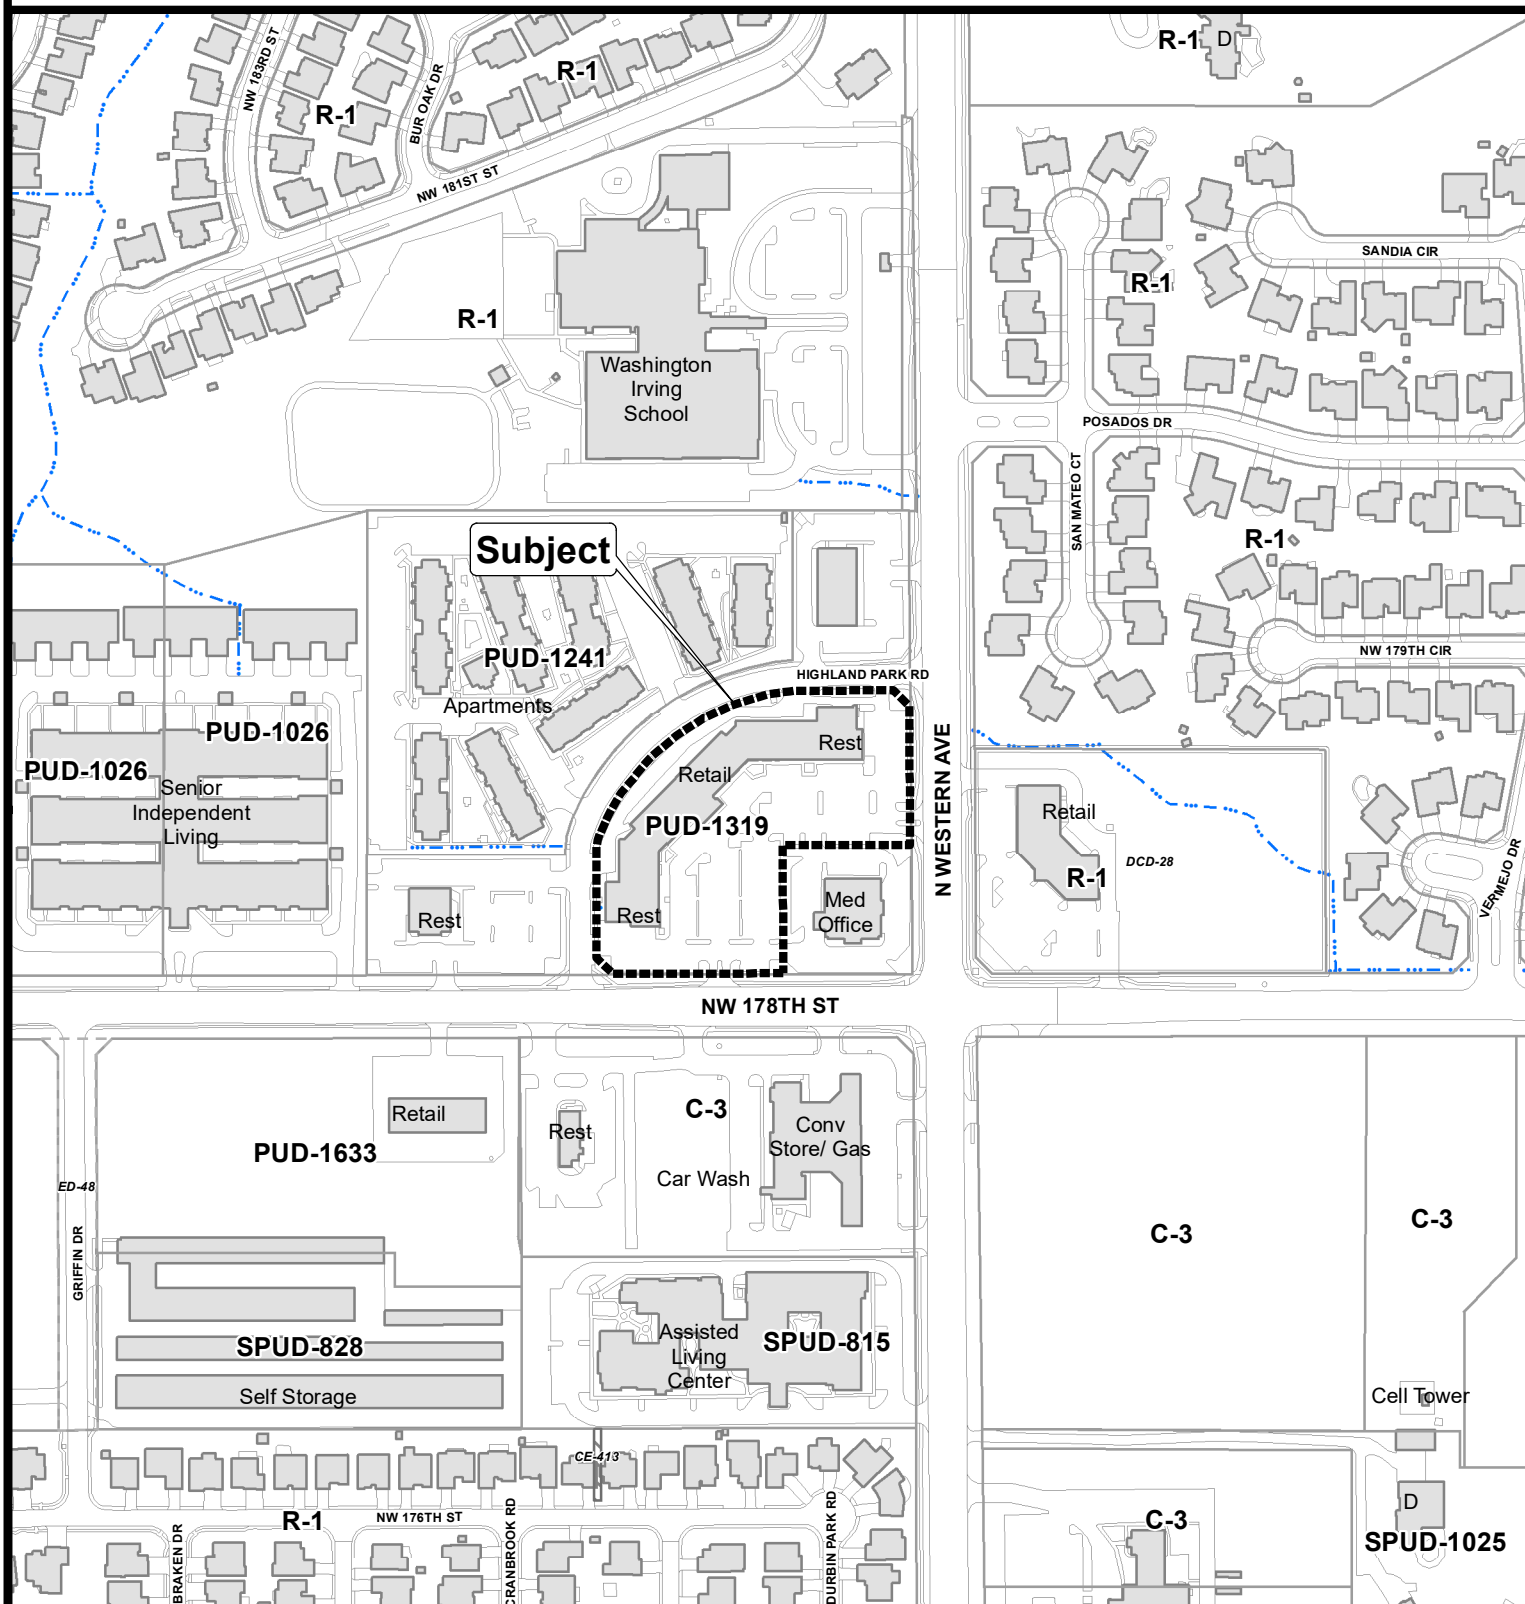 R-1
D
NW 183RD ST
R-1
BUR OAK DR
R-1
NW 181ST ST
SANDIA CIR
R-1
R-1
Washington
Irving
School
POSADOS DR
SAN MATEO CT
R-1
Subject
PUD-1241
Apartments
HIGHLAND PARK RD
NW 179TH CIR
PUD-1026
PUD-1026
Senior
Independent
Living
Rest
Retail
PUD-1319
N WESTERN AVE
Retail
R-1
DCD-28
VERMEJO DR
Rest
Rest
Med
Office
NW 178TH ST
Retail
PUD-1633
Rest
C-3
Conv
Store/ Gas
Car Wash
ED-48
GRIFFIN DR
C-3
C-3
SPUD-828
Self Storage
Assisted
Living
Center
SPUD-815
Cell Tower
CE-413
R-1
NW 176TH ST
BRAKEN DR
CRANBROOK RD
DURBIN PARK RD
C-3
D
SPUD-1025